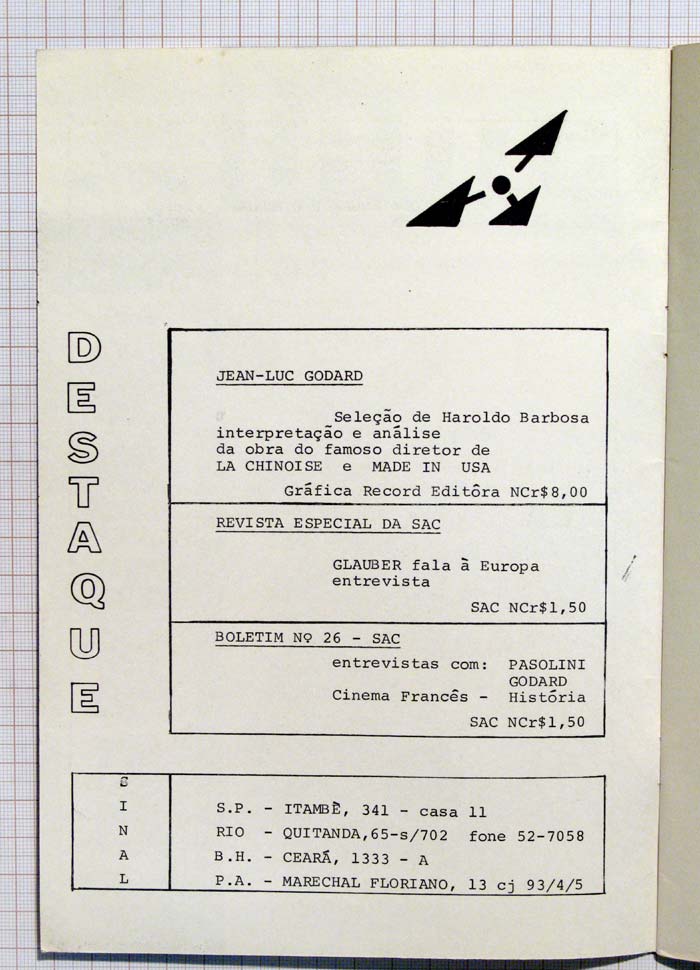 DESTAQUE
JEAN-LUC GODARD
Seleção de Haroldo Barbosa
interpretação e análise
da obra do famoso diretor de
LA CHINOISE e MADE IN USA
Gráfica Record Editôra NCr$8,00
REVISTA ESPECIAL DA SAC
GLAUBER fala à Europa
entrevista
SAC NCr$1,50
BOLETIM Nº 26 - SAC
entrevistas com: PASOLINI
GODARD
Cinema Francês - História
SAC NCr$1,50
SINAL
S.P. - ITAMBÈ, 341 - casa 11
RIO - QUITANDA,65-s/702 fone 52-7058
B.H. - CEARÁ, 1333 - A
P.A. - MARECHAL FLORIANO, 13 cj 93/4/5